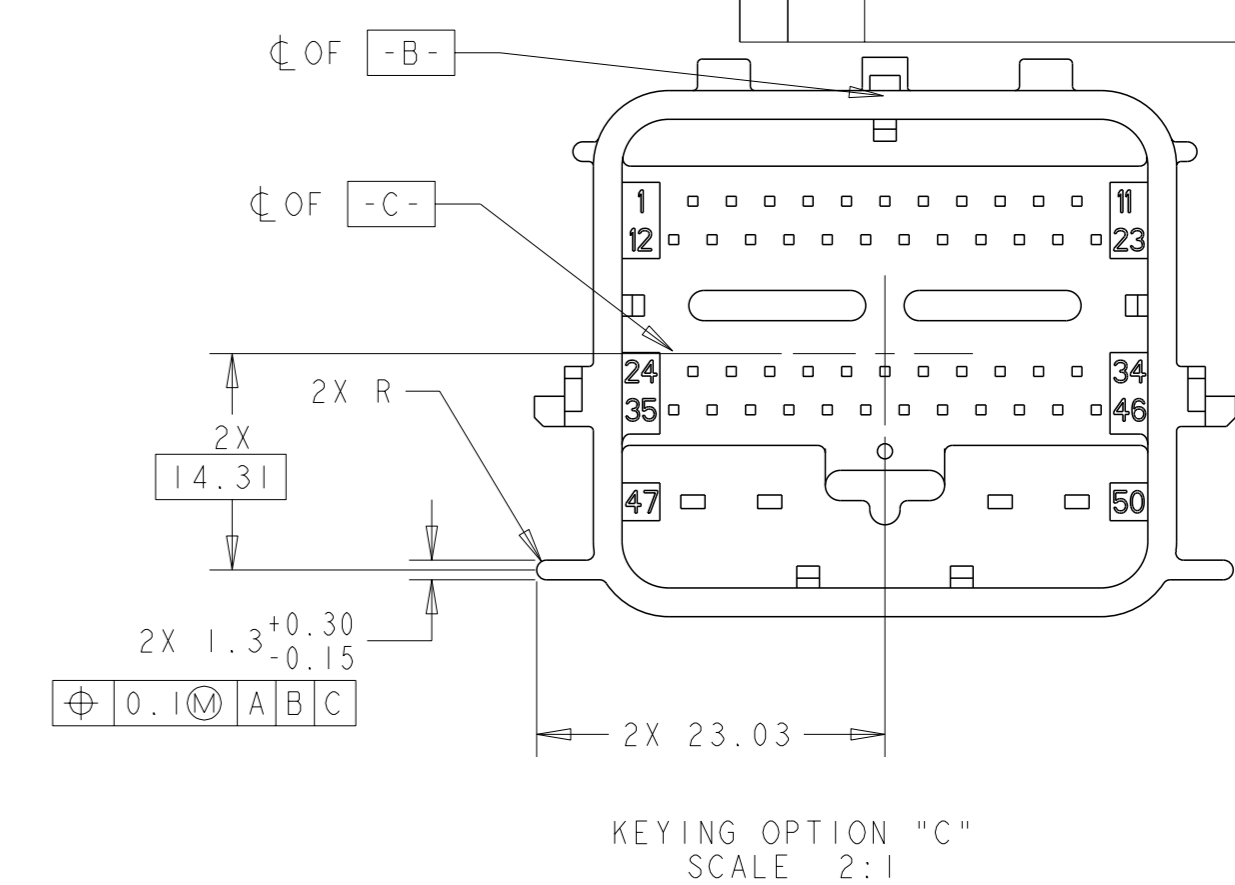 ℄ OF -B-
℄ OF -C-
1 11
12 23
24 34
35 46
47 50
2X R
2X
14.31
2X 1.3 +0.30
-0.15
⌖ 0.1 Ⓜ A B C
2X 23.03
KEYING OPTION "C"
SCALE 2:1